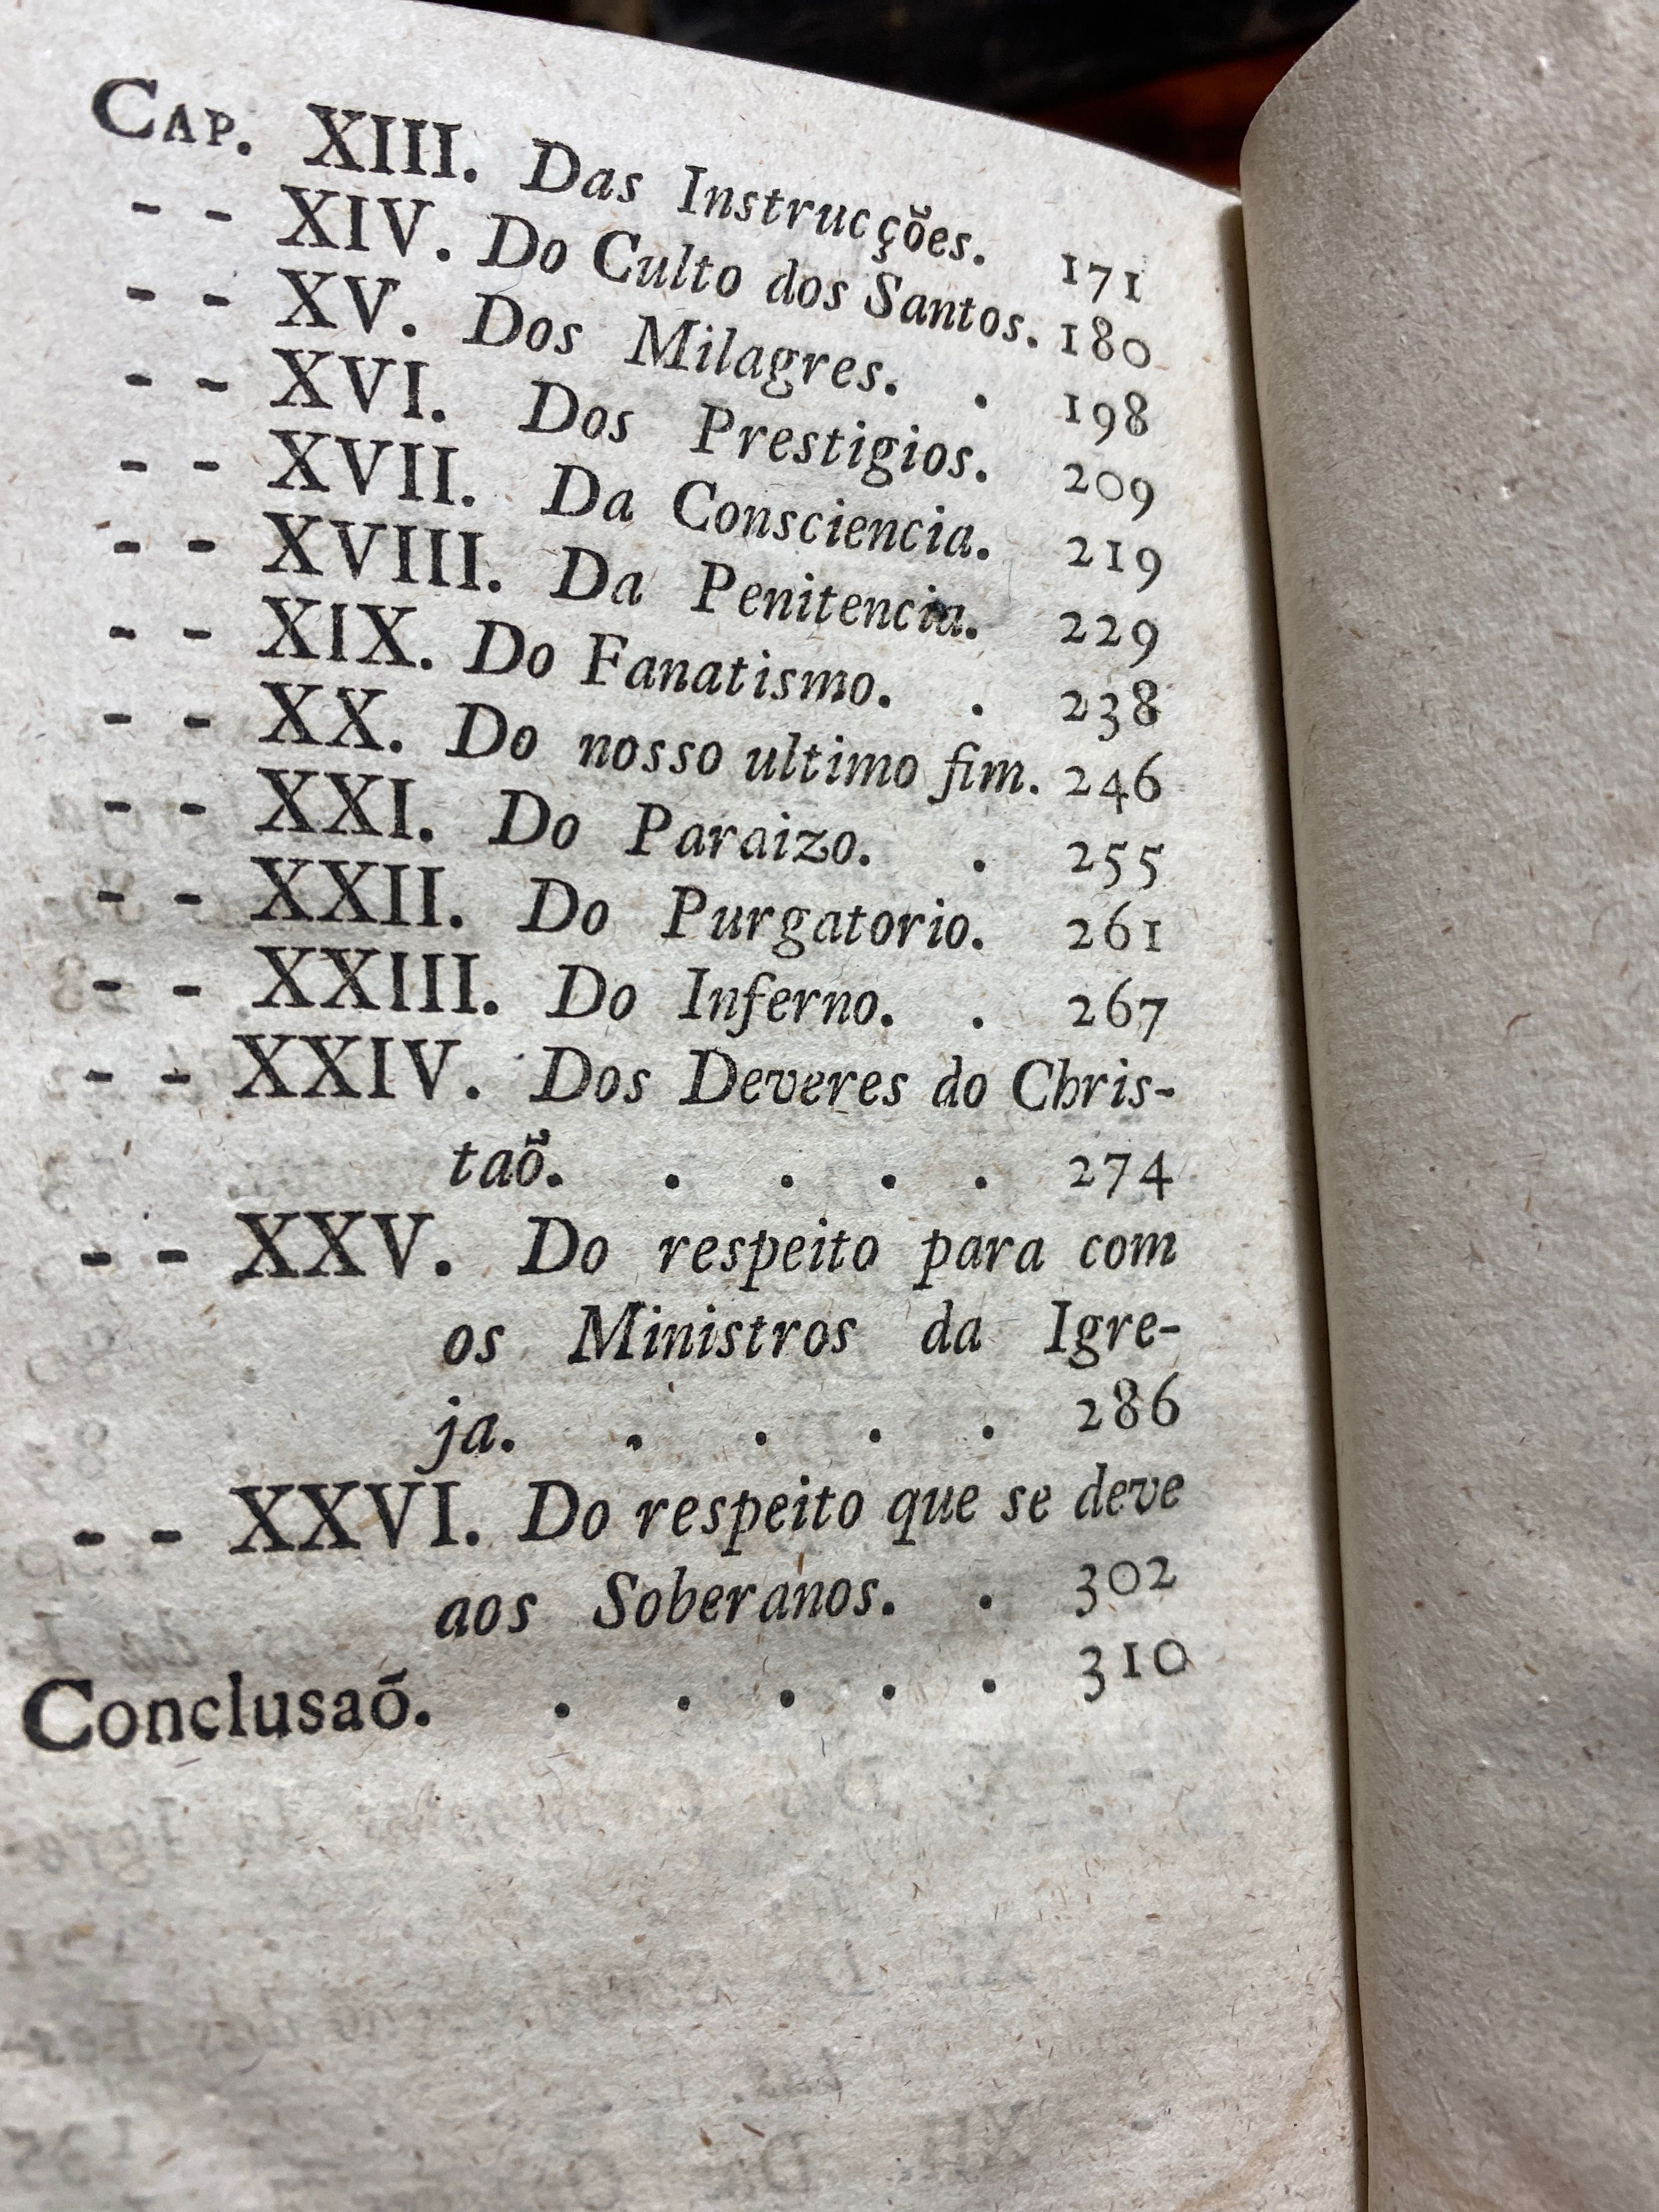 CAP. XIII. Das Instrucções. 171
- - XIV. Do Culto dos Santos. 180
- - XV. Dos Milagres. . 198
- - XVI. Dos Prestigios. 209
- - XVII. Da Consciencia. 219
- - XVIII. Da Penitencia. 229
- - XIX. Do Fanatismo. . 238
- - XX. Do nosso ultimo fim. 246
- - XXI. Do Paraizo. . 255
- - XXII. Do Purgatorio. 261
- - XXIII. Do Inferno. . 267
- - XXIV. Dos Deveres do Chris-
taõ. . . . . 274
- - XXV. Do respeito para com
os Ministros da Igre-
ja. . . . . 286
- - XXVI. Do respeito que se deve
aos Soberanos. . 302
Conclusaõ. . . . . . 310